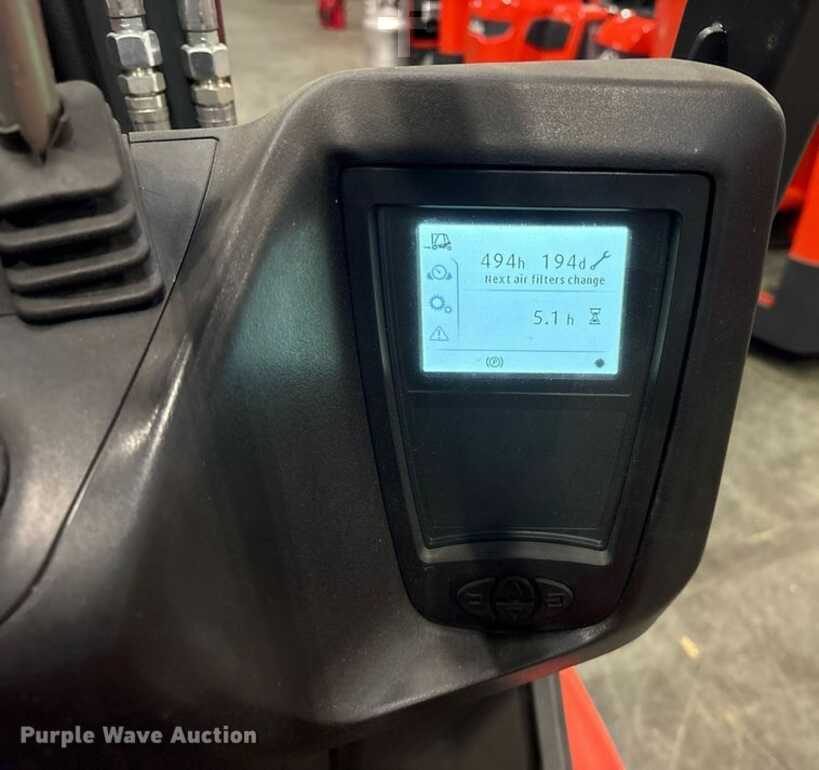 494h 194d
Next air filters change
5.1 h
(P)
Purple Wave Auction